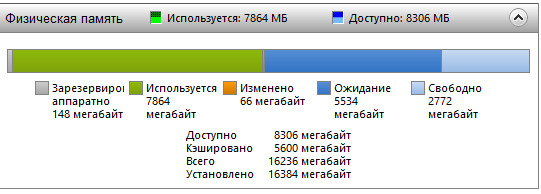 Физическая память
Используется: 7864 МБ
Доступно: 8306 МБ
Зарезервирог
аппаратно
148 мегабайт
Используется
7864
мегабайт
Изменено
66 мегабайт
Ожидание
5534
мегабайт
Свободно
2772
мегабайт
Доступно 8306 мегабайт
Кэшировано 5600 мегабайт
Всего 16236 мегабайт
Установлено 16384 мегабайт